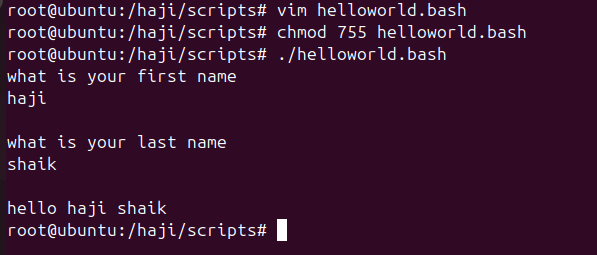 root@ubuntu:/haji/scripts# vim helloworld.bash
root@ubuntu:/haji/scripts# chmod 755 helloworld.bash
root@ubuntu:/haji/scripts# ./helloworld.bash
what is your first name
haji
what is your last name
shaik
hello haji shaik
root@ubuntu:/haji/scripts#